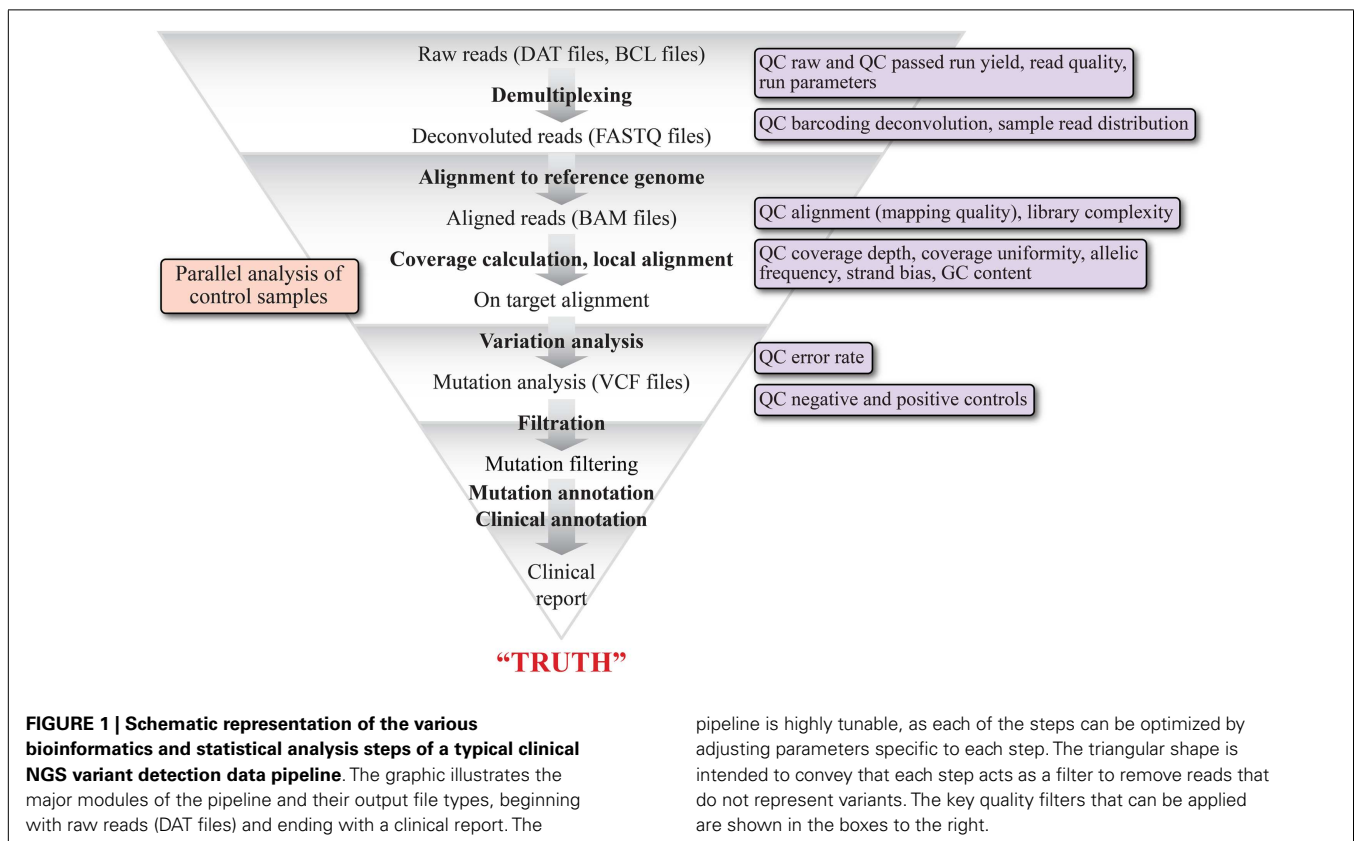 Raw reads (DAT files, BCL files)
QC raw and QC passed run yield, read quality,
run parameters
Demultiplexing
QC barcoding deconvolution, sample read distribution
Deconvoluted reads (FASTQ files)
Alignment to reference genome
Aligned reads (BAM files)
QC alignment (mapping quality), library complexity
Coverage calculation, local alignment
QC coverage depth, coverage uniformity, allelic
frequency, strand bias, GC content
Parallel analysis of
control samples
On target alignment
Variation analysis
QC error rate
Mutation analysis (VCF files)
QC negative and positive controls
Filtration
Mutation filtering
Mutation annotation
Clinical annotation
Clinical
report
“TRUTH”
FIGURE 1 | Schematic representation of the various
bioinformatics and statistical analysis steps of a typical clinical
NGS variant detection data pipeline. The graphic illustrates the
major modules of the pipeline and their output file types, beginning
with raw reads (DAT files) and ending with a clinical report. The
pipeline is highly tunable, as each of the steps can be optimized by
adjusting parameters specific to each step. The triangular shape is
intended to convey that each step acts as a filter to remove reads that
do not represent variants. The key quality filters that can be applied
are shown in the boxes to the right.